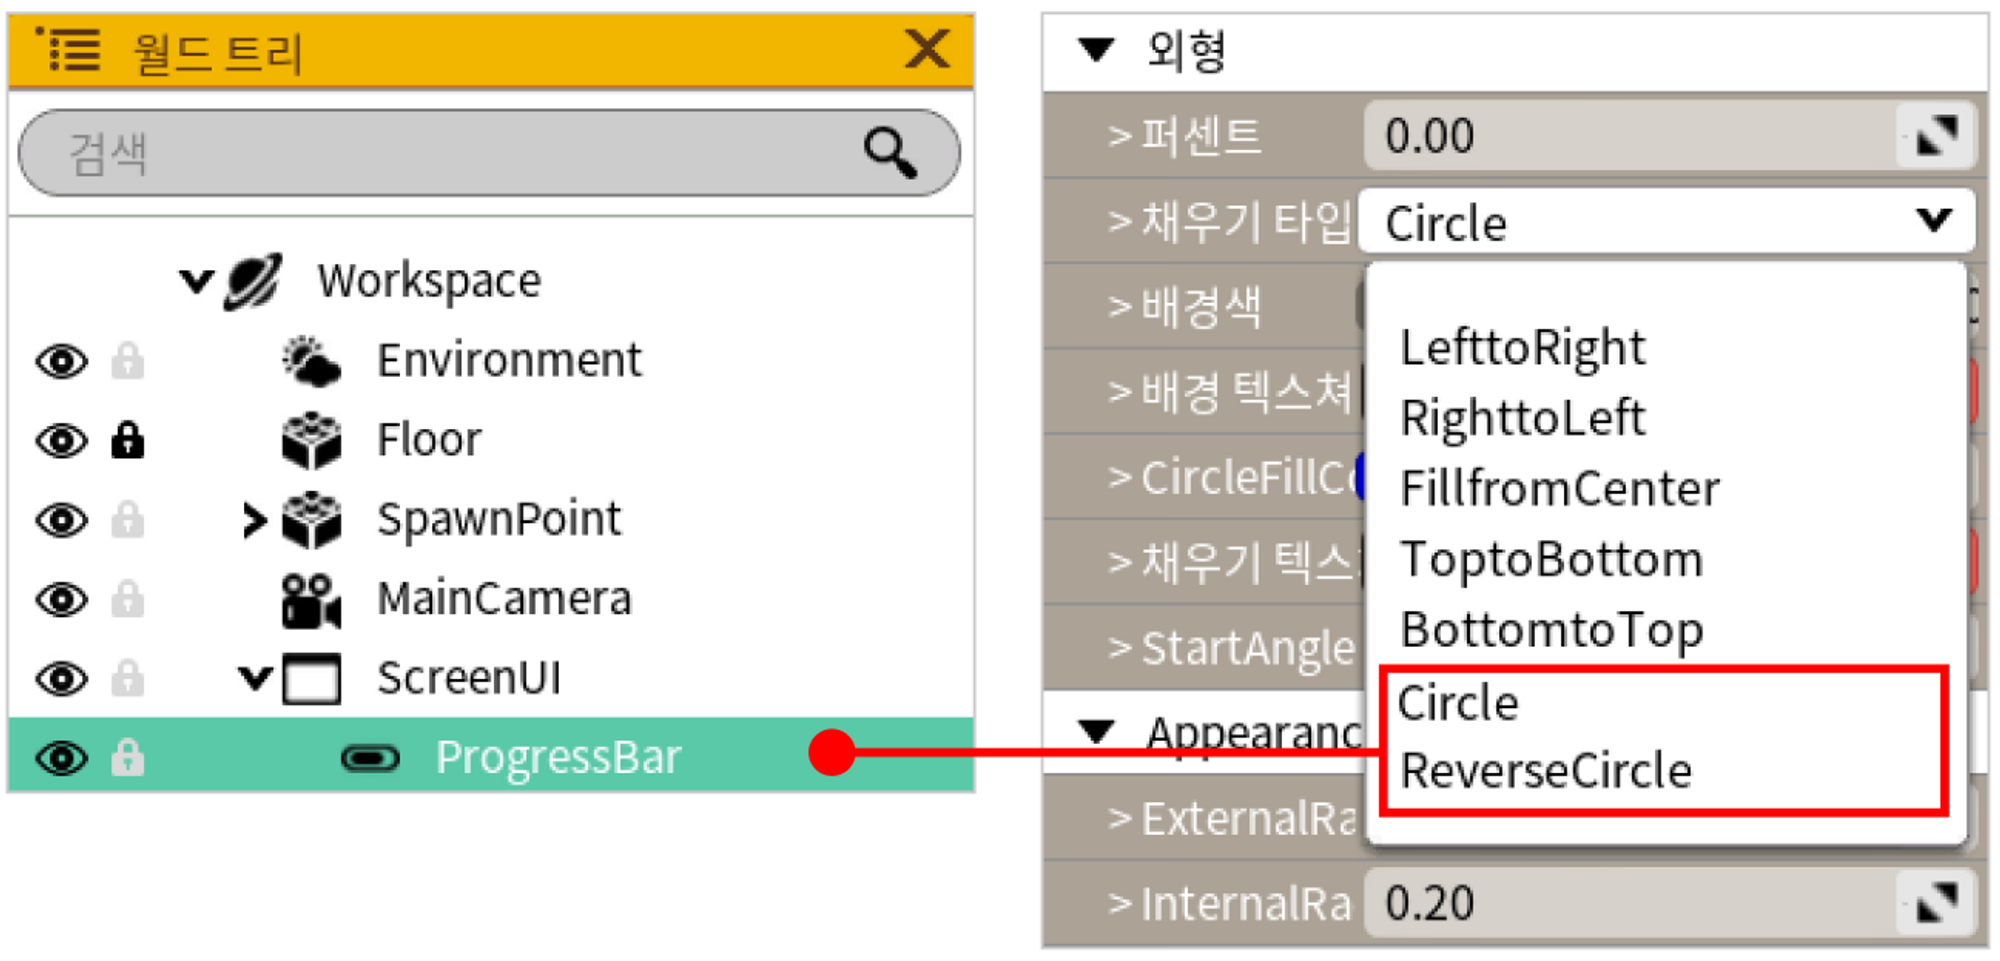 월드 트리
검색
Workspace
Environment
Floor
SpawnPoint
MainCamera
ScreenUI
ProgressBar
외형
> 퍼센트 0.00
> 채우기 타입 Circle
> 배경색
> 배경 텍스쳐
> CircleFillCo
> 채우기 텍스
> StartAngle
LefttoRight
RighttoLeft
FillfromCenter
ToptoBottom
BottomtoTop
Circle
ReverseCircle
Appearanc
> ExternalRa
> InternalRa 0.20